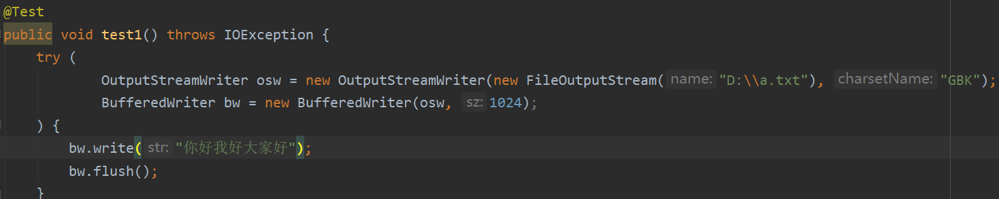 @Test
public void test1() throws IOException {
try (
OutputStreamWriter osw = new OutputStreamWriter(new FileOutputStream( name: "D:\\a.txt"), charsetName: "GBK");
BufferedWriter bw = new BufferedWriter(osw, sz: 1024);
) {
bw.write( str: "你好我好大家好");
bw.flush();
}